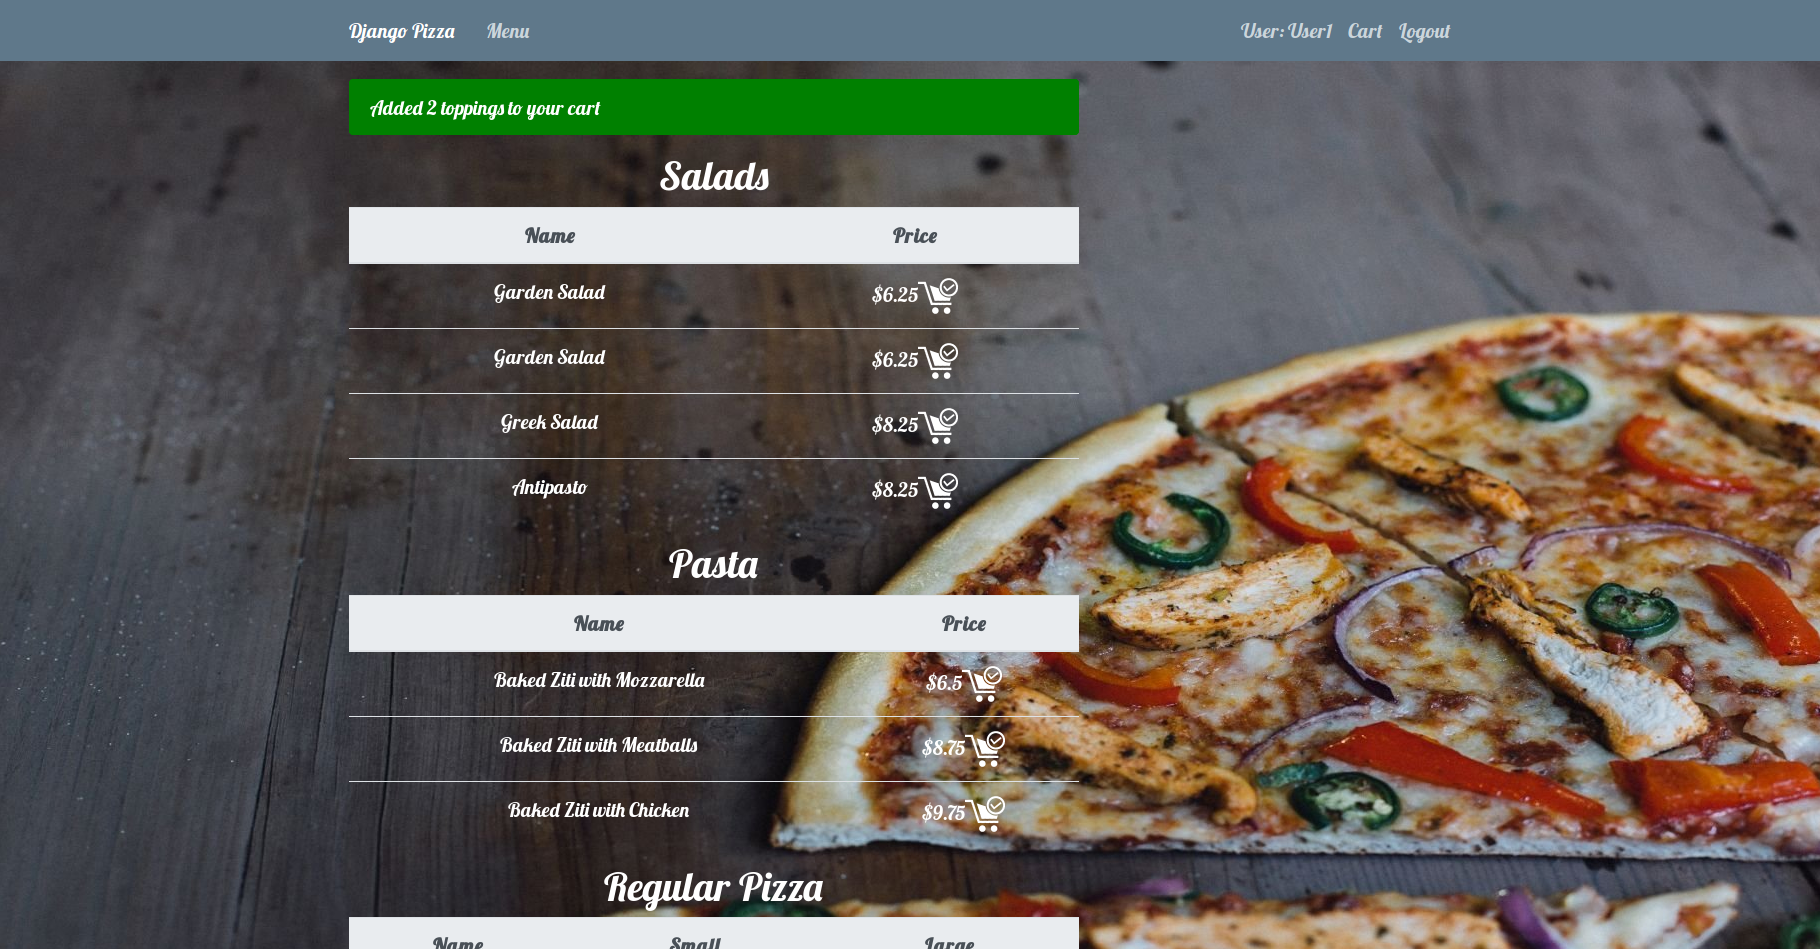 Django Pizza Menu User: User1 Cart Logout
Added 2 toppings to your cart
Salads
Name Price
Garden Salad $6.25
Garden Salad $6.25
Greek Salad $8.25
Antipasto $8.25
Pasta
Name Price
Baked Ziti with Mozzarella $6.5
Baked Ziti with Meatballs $8.75
Baked Ziti with Chicken $9.75
Regular Pizza
Name Small Large